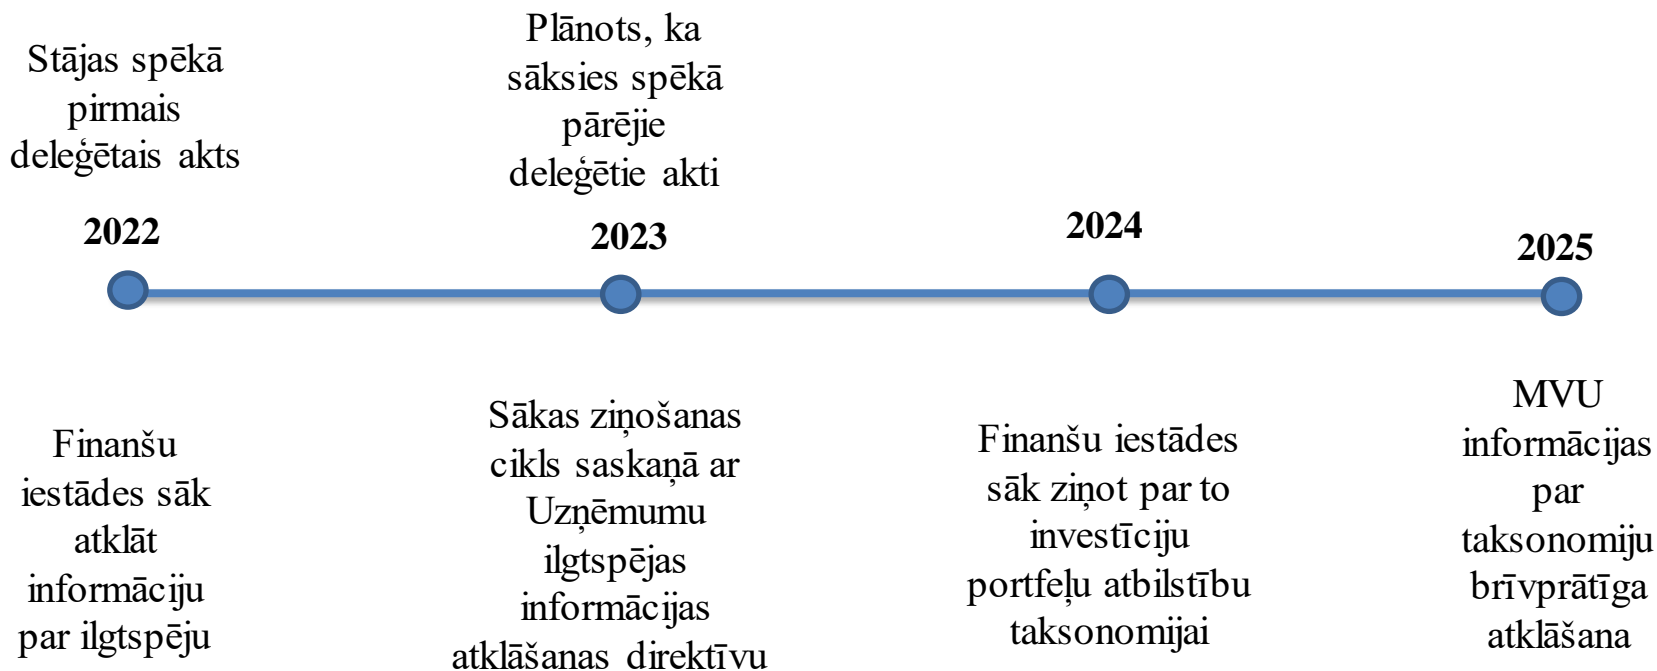 Stājas spēkā
pirmais
deleģētais akts
2022
Finanšu
iestādes sāk
atklāt
informāciju
par ilgtspēju
Plānots, ka
sāksies spēkā
pārējie
deleģētie akti
2023
Sākas ziņošanas
cikls saskaņā ar
Uzņēmumu
ilgtspējas
informācijas
atklāšanas direktīvu
2024
Finanšu iestādes
sāk ziņot par to
investīciju
portfeļu atbilstību
taksonomijai
2025
MVU
informācijas
par
taksonomiju
brīvprātīga
atklāšana